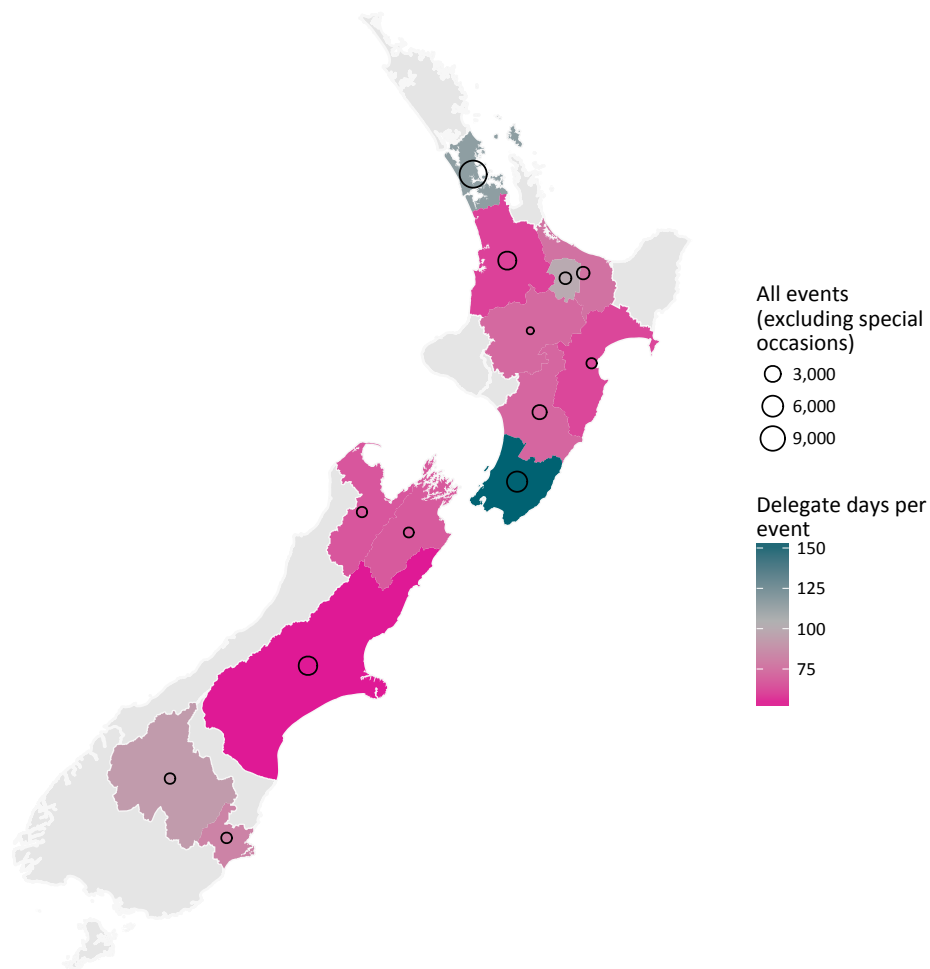 All events
(excluding special
occasions)
3,000
6,000
9,000
Delegate days per
event
150
125
100
75